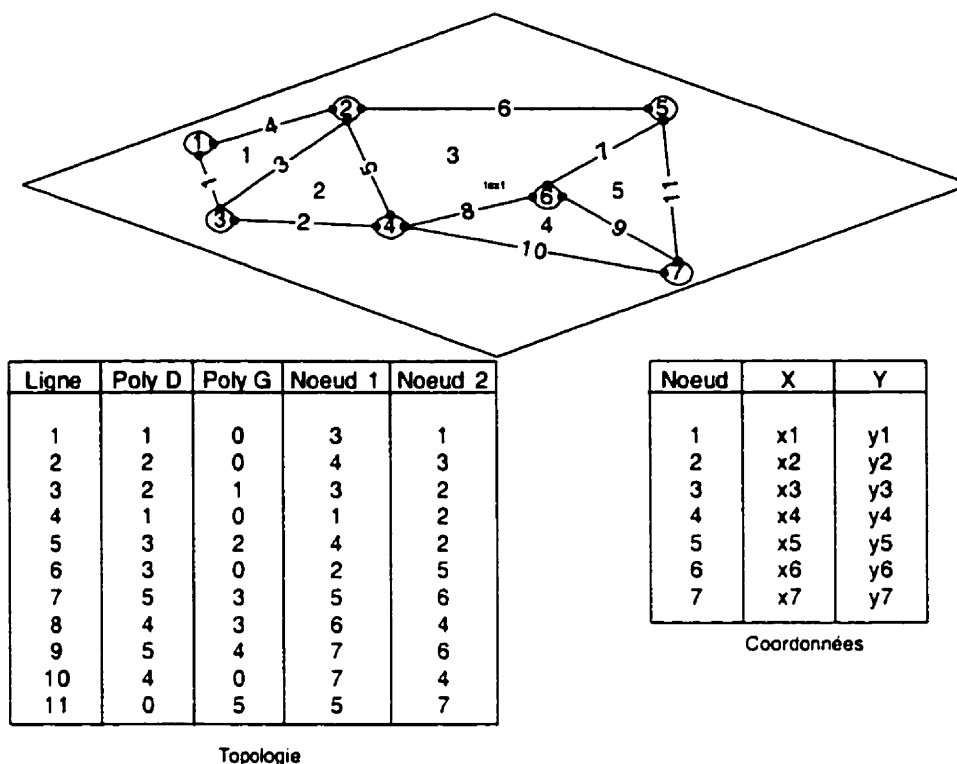 2 6 5
4
1 1 3 3 7
1 5 11
2 text 6 5
8
3 2 4 4 9
10
7
Ligne Poly D Poly G Noeud 1 Noeud 2
1 1 0 3 1
2 2 0 4 3
3 2 1 3 2
4 1 0 1 2
5 3 2 4 2
6 3 0 2 5
7 5 3 5 6
8 4 3 6 4
9 5 4 7 6
10 4 0 7 4
11 0 5 5 7
Topologie
Noeud X Y
1 x1 y1
2 x2 y2
3 x3 y3
4 x4 y4
5 x5 y5
6 x6 y6
7 x7 y7
Coordonnées